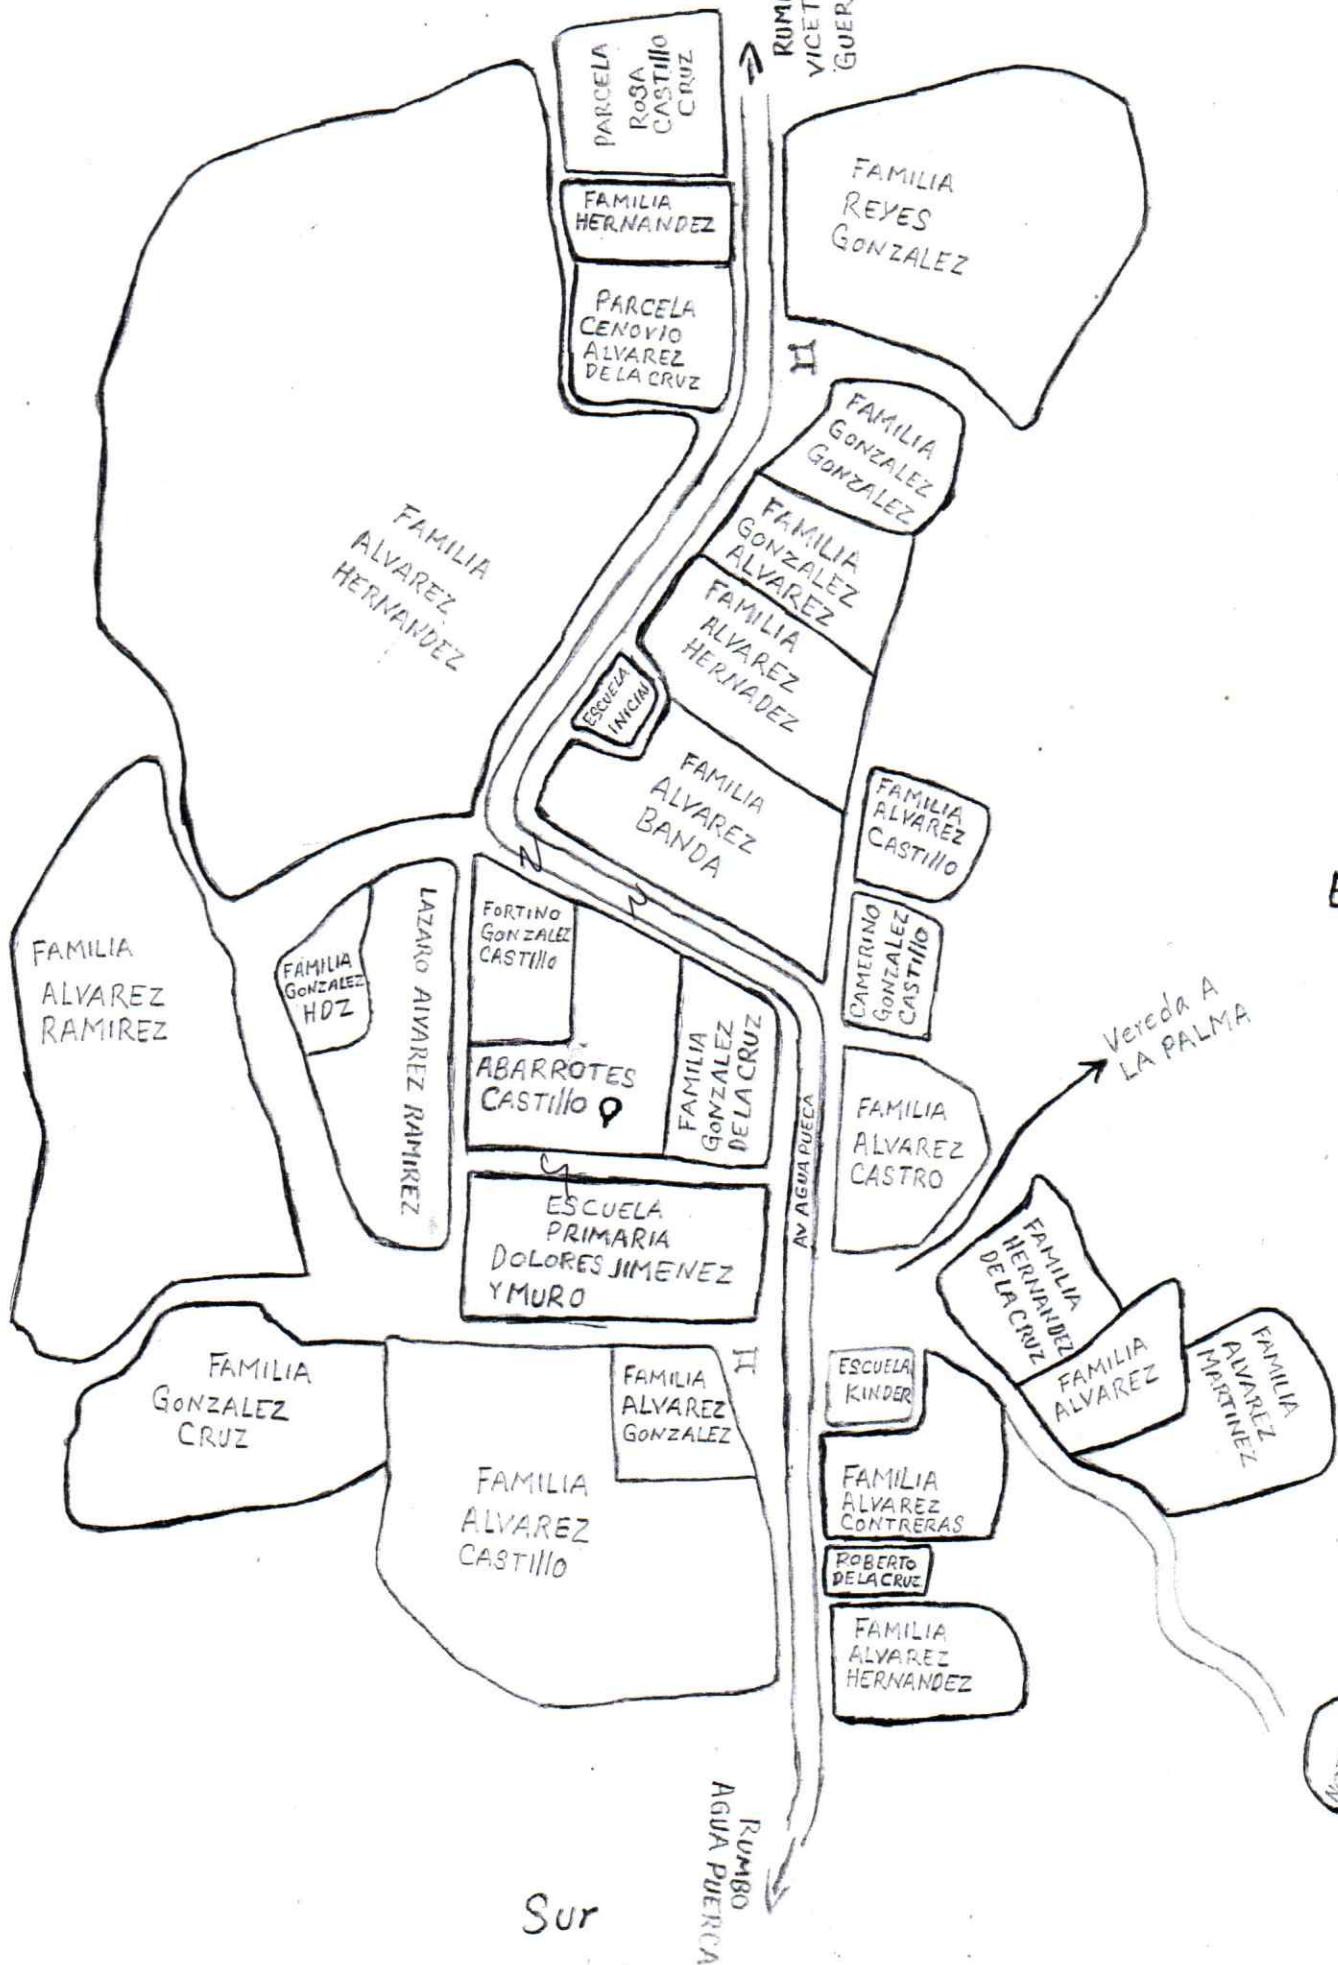 PARCELA
ROSA
CASTIllO
CRUZ
FAMILIA
HERNANDEZ
PARCELA
CENOVIO
ALVAREZ
DE LA CRUZ
FAMILIA
REYES
GONZALEZ
FAMILIA
GONZALEZ
GONZALEZ
FAMILIA
GONZALEZ
ALVAREZ
FAMILIA
ALVAREZ
HERNADEZ
FAMILIA
ALVAREZ
HERNANDEZ
ESCUELA
INICIAl
FAMILIA
ALVAREZ
BANDA
FAMILIA
ALVAREZ
CASTIllo
CAMERINO
GONZALEZ
CASTIllo
FAMILIA
ALVAREZ
RAMIREZ
FAMILIA
GONZALEZ
HDZ
LAZARO AlVAREZ RAMIREZ
FORTINO
GONZALEZ
CASTIllo
ABARROTES
CASTIllO
FAMILIA
GONZALEZ
DE LA CRUZ
AV AGUA PUECA
FAMILIA
ALVAREZ
CASTRO
Vereda A
LA PALMA
ESCUELA
PRIMARIA
DOLORES JIMENEZ
Y MURO
FAMILIA
HERNANDEZ
DE LA CRUZ
FAMILIA
ALVAREZ
FAMILIA
ALVAREZ
MARTINEZ
FAMILIA
GONZALEZ
CRUZ
FAMILIA
ALVAREZ
GONZALEZ
ESCUELA
KINDER
FAMILIA
ALVAREZ
CASTIllo
FAMILIA
ALVAREZ
CONTRERAS
ROBERTO
DE LA CRUZ
FAMILIA
ALVAREZ
HERNANDEZ
RUMBO
AGUA PUERCA
Sur